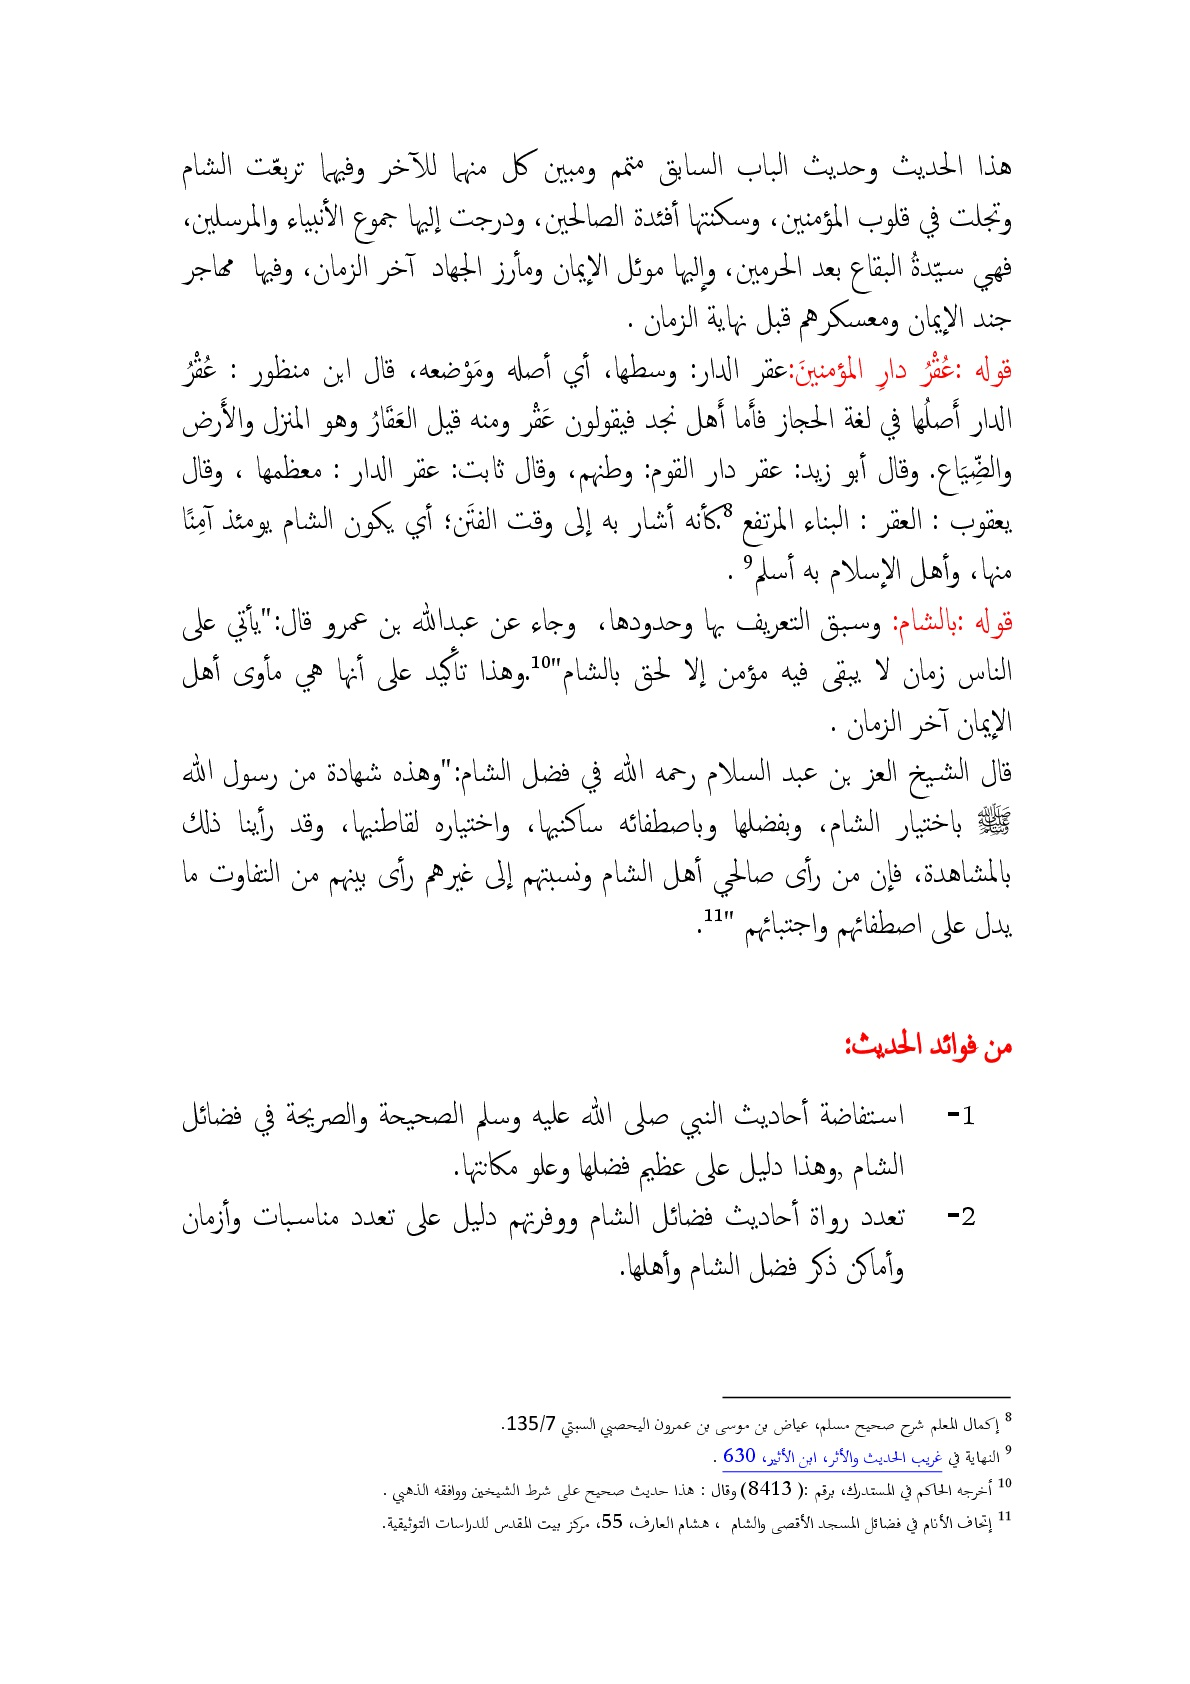 هذا الحديث وحديث الباب السابق متمم ومبين كل منهما للآخر وفيهما تربعّت الشام
وتجلت في قلوب المؤمنين، وسكنتها أفئدة الصالحين، ودرجت إليها جموع الأنبياء والمرسلين،
فهي سيّدةُ البقاع بعد الحرمين، وإليها موئل الإيمان ومأرز الجهاد آخر الزمان، وفيها مهاجر
جند الإيمان ومعسكرهم قبل نهاية الزمان .
قوله :عُقْرُ دارِ المؤمنينَ:عقر الدار: وسطها، أي أصله ومَوْضعه، قال ابن منظور : عُقْرُ
الدار أَصلُها في لغة الحجاز فأَما أَهل نجد فيقولون عَقْر ومنه قيل العَقَارُ وهو المنزل والأَرض
والضِّيَاع. وقال أبو زيد: عقر دار القوم: وطنهم، وقال ثابت: عقر الدار : معظمها ، وقال
يعقوب : العقر : البناء المرتفع 8.كأنه أشار به إلى وقت الفتَن؛ أي يكون الشام يومئذ آمِنًا
منها، وأهل الإسلام به أسلم9 .
قوله :بالشام: وسبق التعريف بها وحدودها، وجاء عن عبدالله بن عمرو قال:"يأتي على
الناس زمان لا يبقى فيه مؤمن إلا لحق بالشام"10.وهذا تأكيد على أنها هي مأوى أهل
الإيمان آخر الزمان .
قال الشيخ العز بن عبد السلام رحمه الله في فضل الشام:"وهذه شهادة من رسول الله
ﷺ باختيار الشام، وبفضلها وباصطفائه ساكنيها، واختياره لقاطنيها، وقد رأينا ذلك
بالمشاهدة، فإن من رأى صالحي أهل الشام ونسبتهم إلى غيرهم رأى بينهم من التفاوت ما
يدل على اصطفائهم واجتبائهم "11.
من فوائد الحديث:
1- استفاضة أحاديث النبي صلى الله عليه وسلم الصحيحة والصريحة في فضائل
الشام ,وهذا دليل على عظيم فضلها وعلو مكانتها.
2- تعدد رواة أحاديث فضائل الشام ووفرتهم دليل على تعدد مناسبات وأزمان
وأماكن ذكر فضل الشام وأهلها.
8 إكمال المعلم شرح صحيح مسلم، عياض بن موسى بن عمرون اليحصبي السبتي 135/7.
9 النهاية في غريب الحديث والأثر، ابن الأثير، 630 .
10 أخرجه الحاكم في المستدرك، برقم :( 8413) وقال : هذا حديث صحيح على شرط الشيخين ووافقه الذهبي .
11 إتحاف الأنام في فضائل المسجد الأقصى والشام ، هشام العارف، 55، مركز بيت المقدس للدراسات التوثيقية.